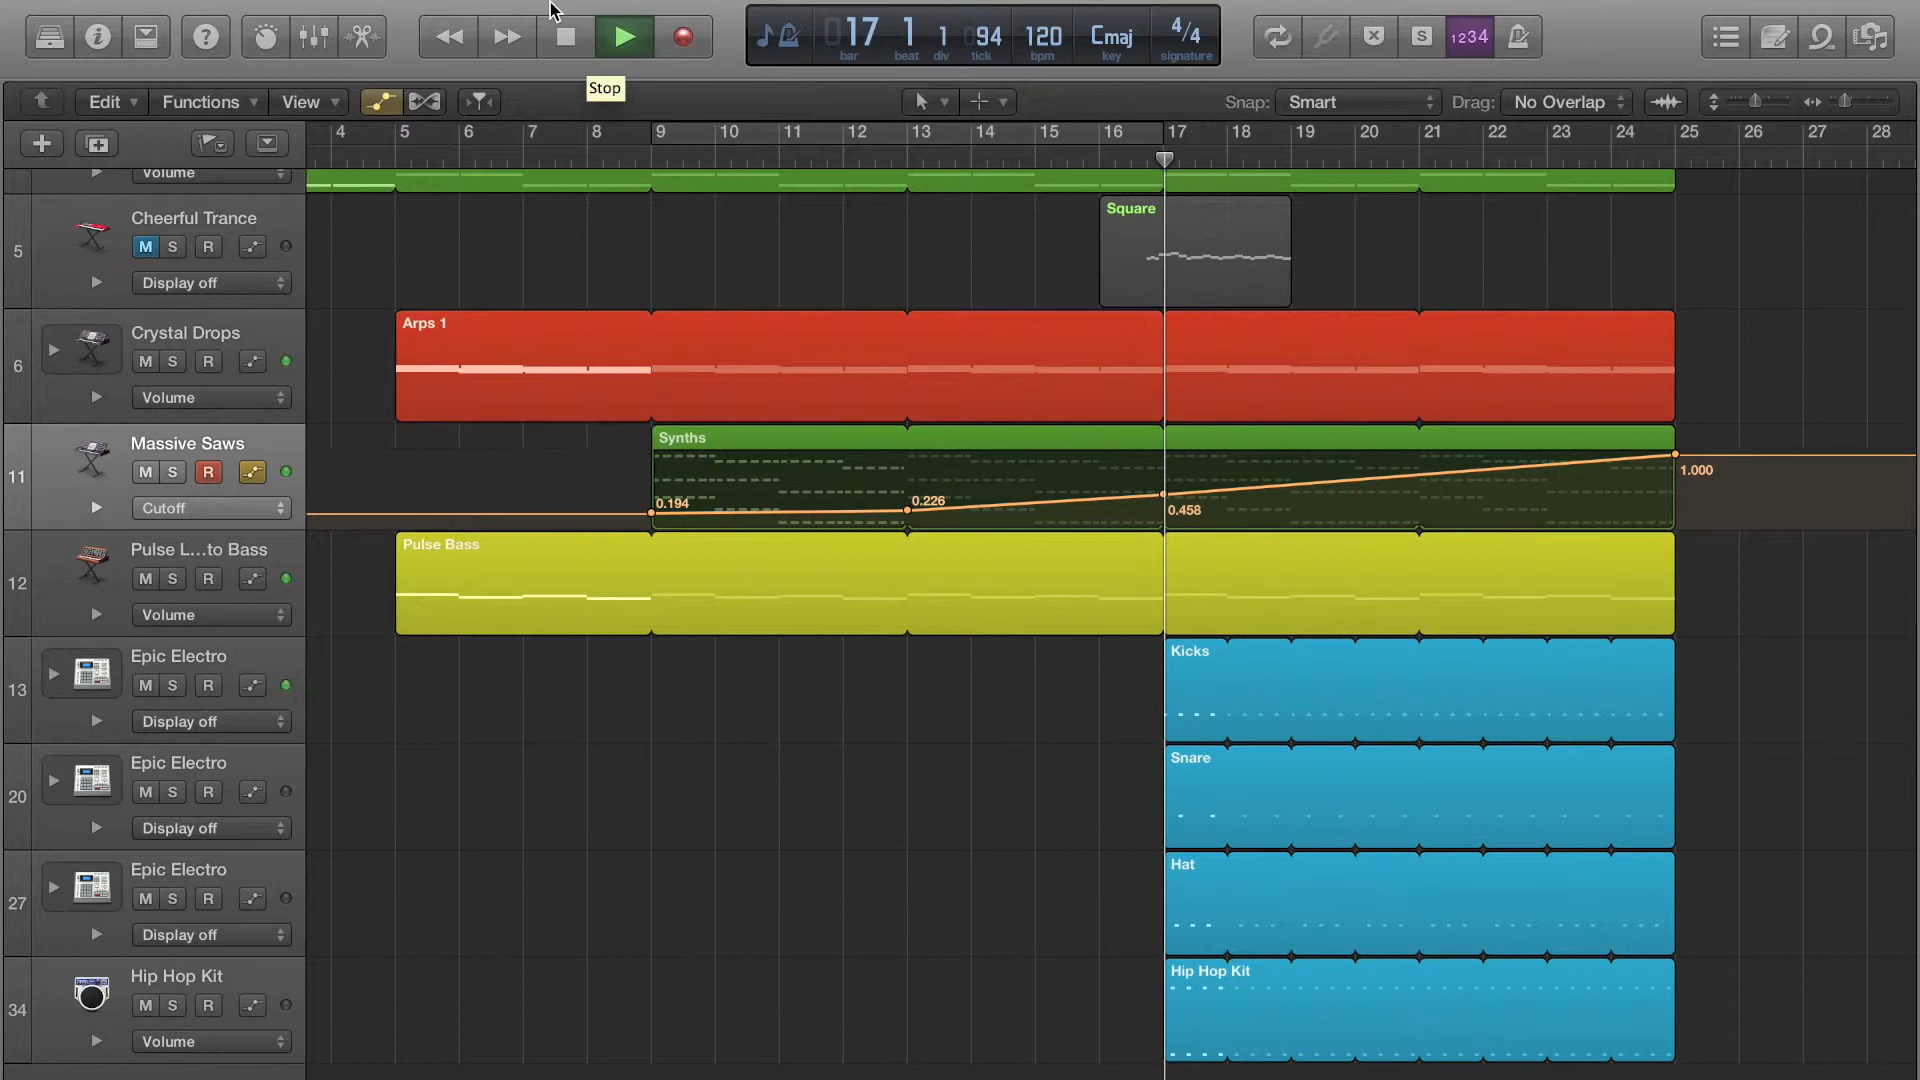 017 1 1 094 120 Cmaj 4/4
bar beat div tick bpm key signature
S 1234
Stop
Edit Functions View Snap: Smart Drag: No Overlap
4 5 6 7 8 9 10 11 12 13 14 15 16 17 18 19 20 21 22 23 24 25 26 27 28
Volume
5 Cheerful Trance
M S R
Display off
Square
6 Crystal Drops
M S R
Volume
Arps 1
11 Massive Saws
M S R
Cutoff
Synths
0.194 0.226 0.458 1.000
12 Pulse L...to Bass
M S R
Volume
Pulse Bass
13 Epic Electro
M S R
Display off
Kicks
20 Epic Electro
M S R
Display off
Snare
27 Epic Electro
M S R
Display off
Hat
34 Hip Hop Kit
M S R
Volume
Hip Hop Kit